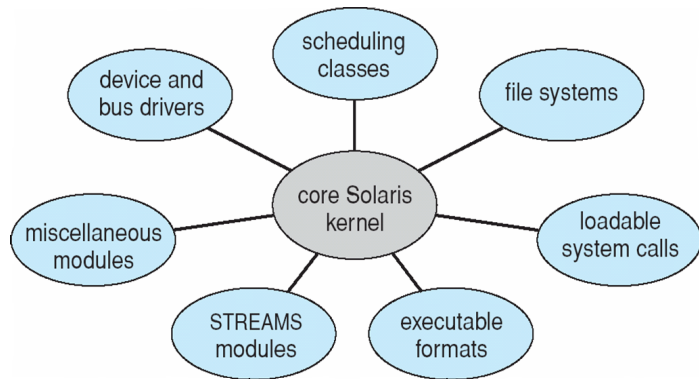 scheduling
classes
device and
bus drivers
file systems
core Solaris
kernel
miscellaneous
modules
loadable
system calls
STREAMS
modules
executable
formats